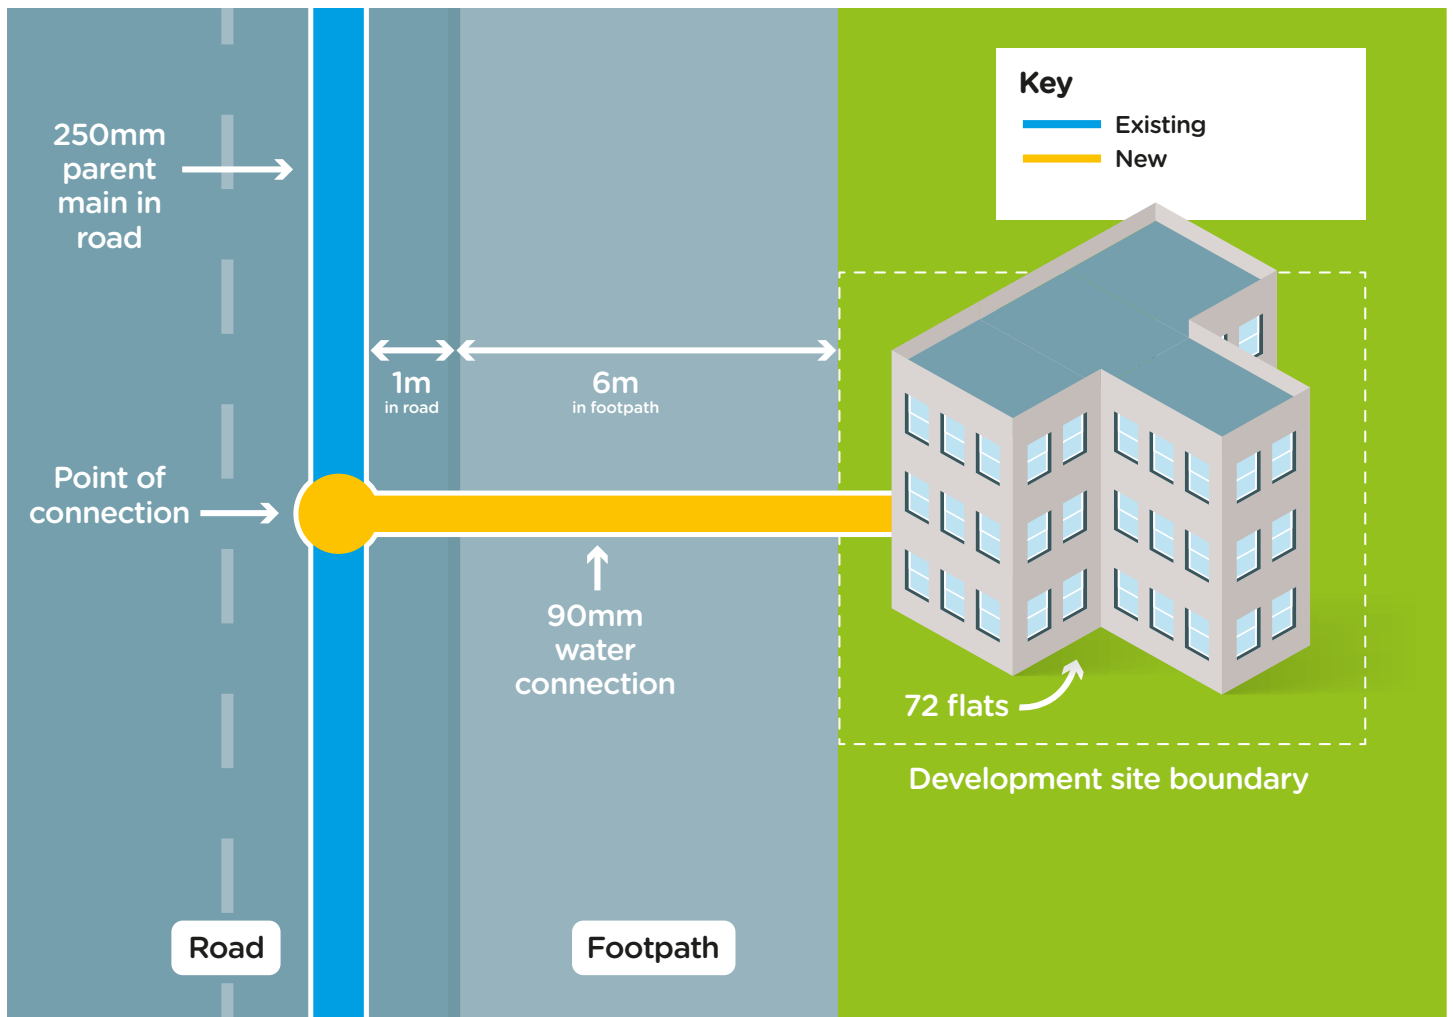 Key
Existing
New
250mm
parent
main in
road
1m
in road
6m
in footpath
Point of
connection
90mm
water
connection
72 flats
Development site boundary
Road
Footpath